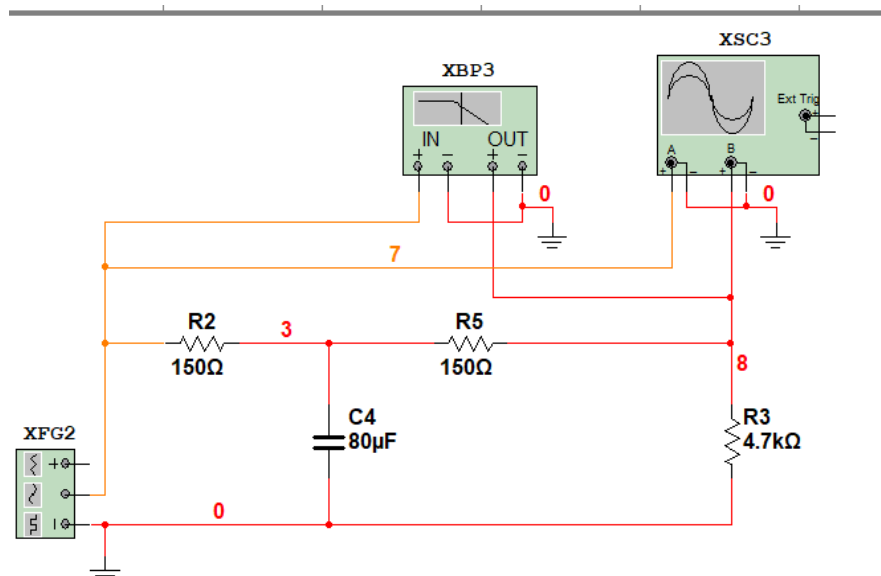 XSC3
XBP3
Ext Trig
+
−
IN OUT
+ − + −
A B
+ − + −
0
0
7
R2
150Ω
3
R5
150Ω
8
C4
80µF
R3
4.7kΩ
XFG2
+
−
0